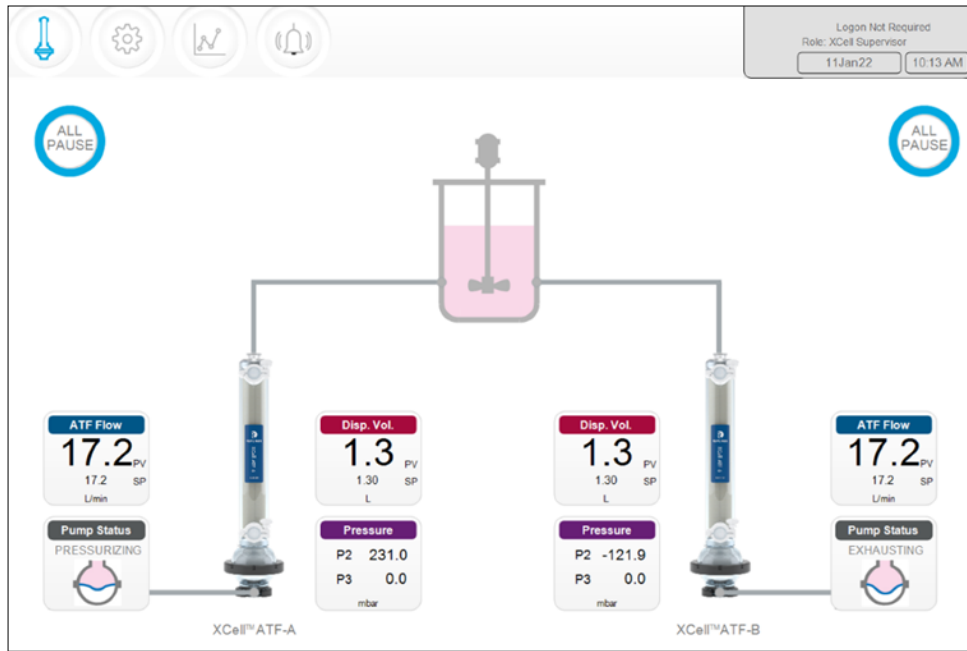 Logon Not Required
Role: XCell Supervisor
11Jan22 10:13 AM
ALL
PAUSE
ALL
PAUSE
ATF Flow
17.2 PV
17.2 SP
L/min
Disp. Vol.
1.3 PV
1.30 SP
L
Disp. Vol.
1.3 PV
1.30 SP
L
ATF Flow
17.2 PV
17.2 SP
L/min
Pump Status
PRESSURIZING
Pressure
P2 231.0
P3 0.0
mbar
Pressure
P2 -121.9
P3 0.0
mbar
Pump Status
EXHAUSTING
XCell™ATF-A
XCell™ATF-B